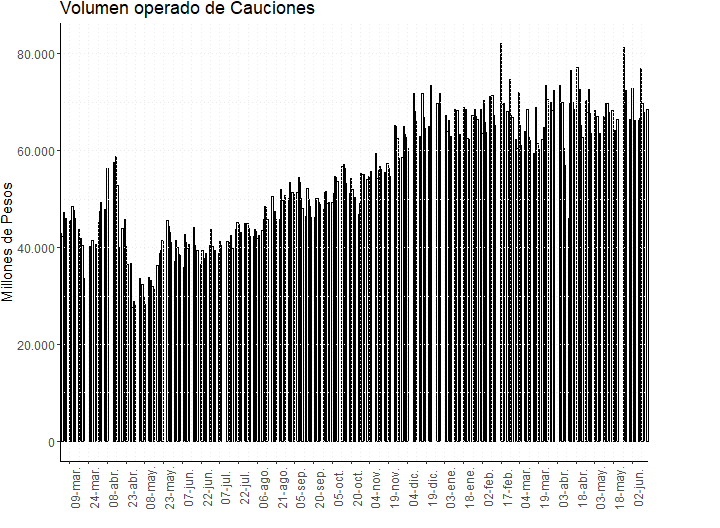 Volumen operado de Cauciones
Millones de Pesos
80.000
60.000
40.000
20.000
0
09-mar.
24-mar.
08-abr.
23-abr.
08-may.
23-may.
07-jun.
22-jun.
07-jul.
22-jul.
06-ago.
21-ago.
05-sep.
20-sep.
05-oct.
20-oct.
04-nov.
19-nov.
04-dic.
19-dic.
03-ene.
18-ene.
02-feb.
17-feb.
04-mar.
19-mar.
03-abr.
18-abr.
03-may.
18-may.
02-jun.